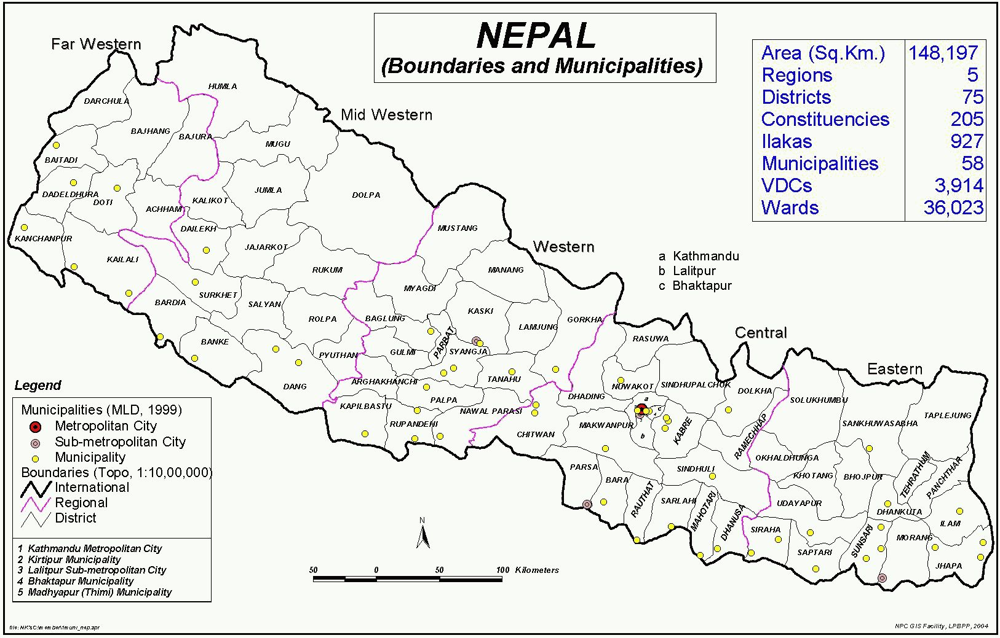 NEPAL
(Boundaries and Municipalities)
Area (Sq.Km.) 148,197
Regions 5
Districts 75
Constituencies 205
Ilakas 927
Municipalities 58
VDCs 3,914
Wards 36,023
Far Western
Mid Western
Western
Central
Eastern
a Kathmandu
b Lalitpur
c Bhaktapur
HUMLA
DARCHULA
BAJHANG
BAJURA
MUGU
BAITADI
DADELDHURA
DOTI
ACHHAM
KALIKOT
JUMLA
DOLPA
KANCHANPUR
KAILALI
DAILEKH
JAJARKOT
RUKUM
MUSTANG
MANANG
MYAGDI
BARDIA
SURKHET
SALYAN
ROLPA
BAGLUNG
KASKI
LAMJUNG
GORKHA
BANKE
PYUTHAN
GULMI
PARBAT
SYANGJA
RASUWA
DANG
ARGHAKHANCHI
TANAHU
PALPA
NUWAKOT
SINDHUPALCHOK
DOLKHA
DHADING
KAPILBASTU
RUPANDEHI
NAWAL PARASI
CHITWAN
MAKWANPUR
a
c
b
KABRE
RAMECHHAP
SOLUKHUMBU
SANKHUWASABHA
TAPLEJUNG
PARSA
BARA
SINDHULI
OKHALDHUNGA
KHOTANG
BHOJPUR
TEHRATHUM
PANCHTHAR
RAUTHAT
SARLAHI
MAHOTARI
DHANUSA
UDAYAPUR
DHANKUTA
ILAM
SIRAHA
SAPTARI
SUNSARI
MORANG
JHAPA
Legend
Municipalities (MLD, 1999)
Metropolitan City
Sub-metropolitan City
Municipality
Boundaries (Topo, 1:10,00,000)
International
Regional
District
1 Kathmandu Metropolitan City
2 Kirtipur Municipality
3 Lalitpur Sub-metropolitan City
4 Bhaktapur Municipality
5 Madhyapur (Thimi) Municipality
N
50 0 50 100 Kilometers
NPC GIS Facility, LPBPP, 2004